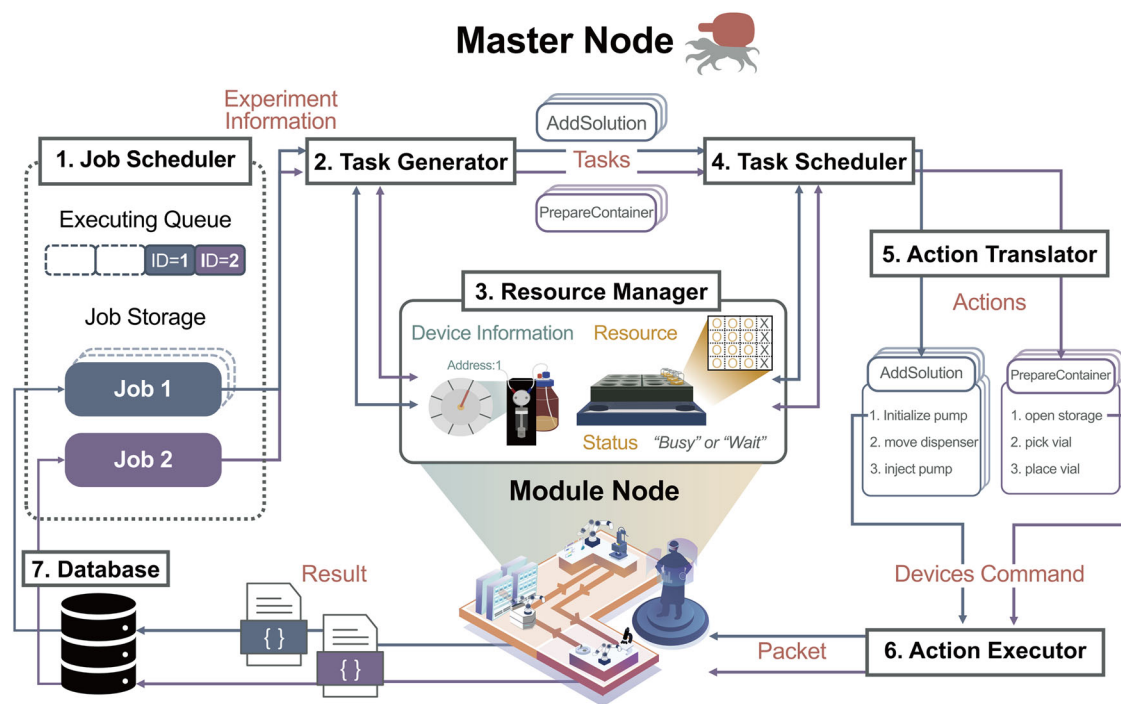 Master Node
Experiment
Information
1. Job Scheduler
Executing Queue
ID=1
ID=2
Job Storage
Job 1
Job 2
2. Task Generator
AddSolution
Tasks
PrepareContainer
4. Task Scheduler
3. Resource Manager
Device Information
Address:1
Resource
O O O X
O O O X
O O O X
O O O X
Status
“Busy” or “Wait”
Module Node
5. Action Translator
Actions
AddSolution
1. Initialize pump
2. move dispenser
3. inject pump
PrepareContainer
1. open storage
2. pick vial
3. place vial
Devices Command
6. Action Executor
Packet
Result
{ }
{ }
7. Database